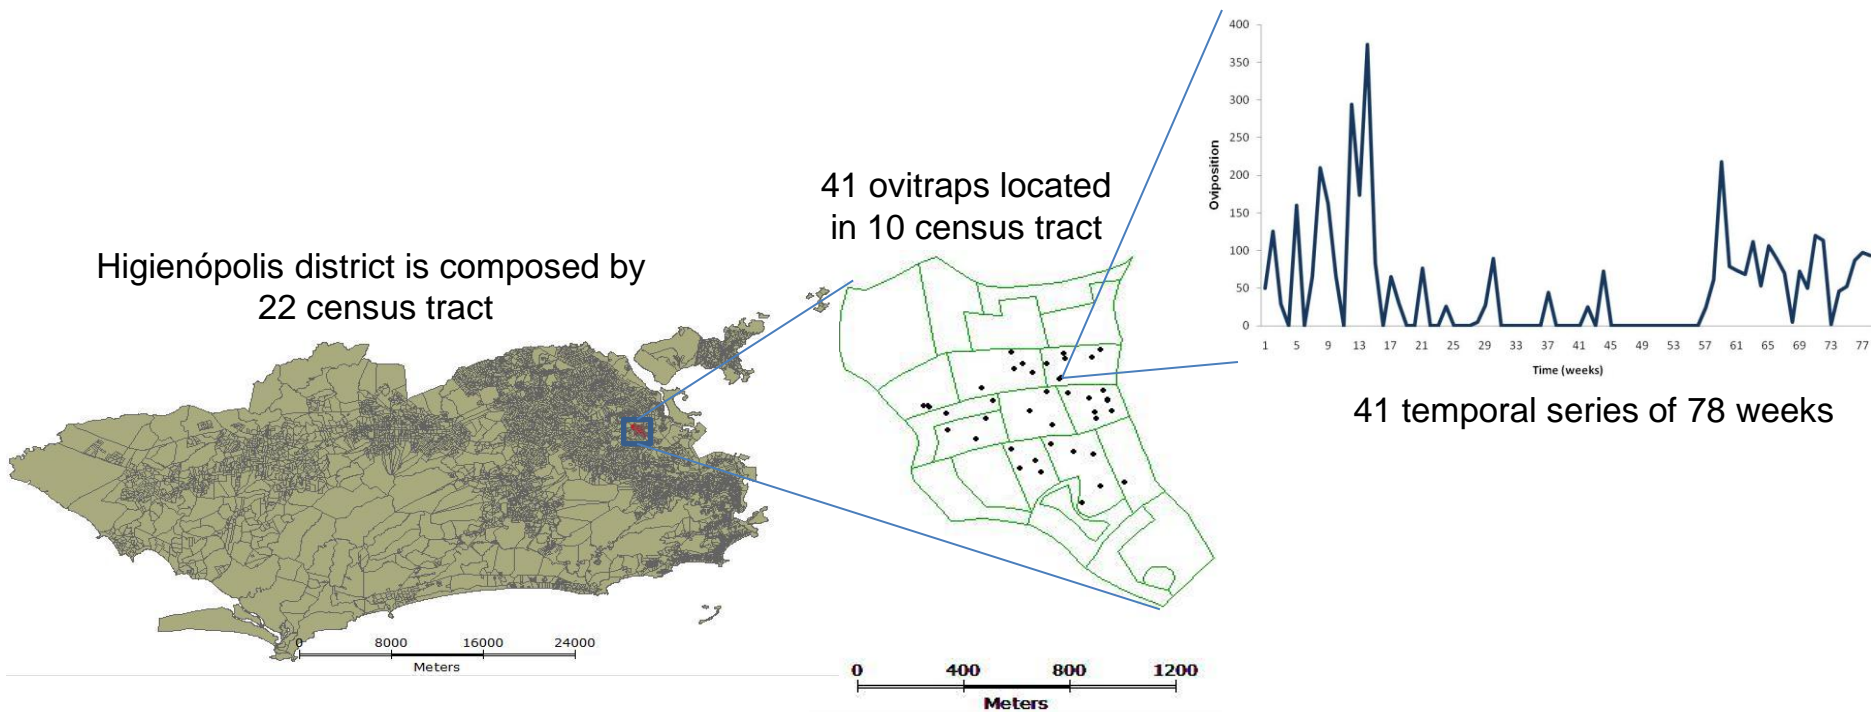 Higienópolis district is composed by
22 census tract
0 8000 16000 24000
Meters
41 ovitraps located
in 10 census tract
0 400 800 1200
Meters
400
350
300
250
200
150
100
50
0
Oviposition
1 5 9 13 17 21 25 29 33 37 41 45 49 53 57 61 65 69 73 77
Time (weeks)
41 temporal series of 78 weeks